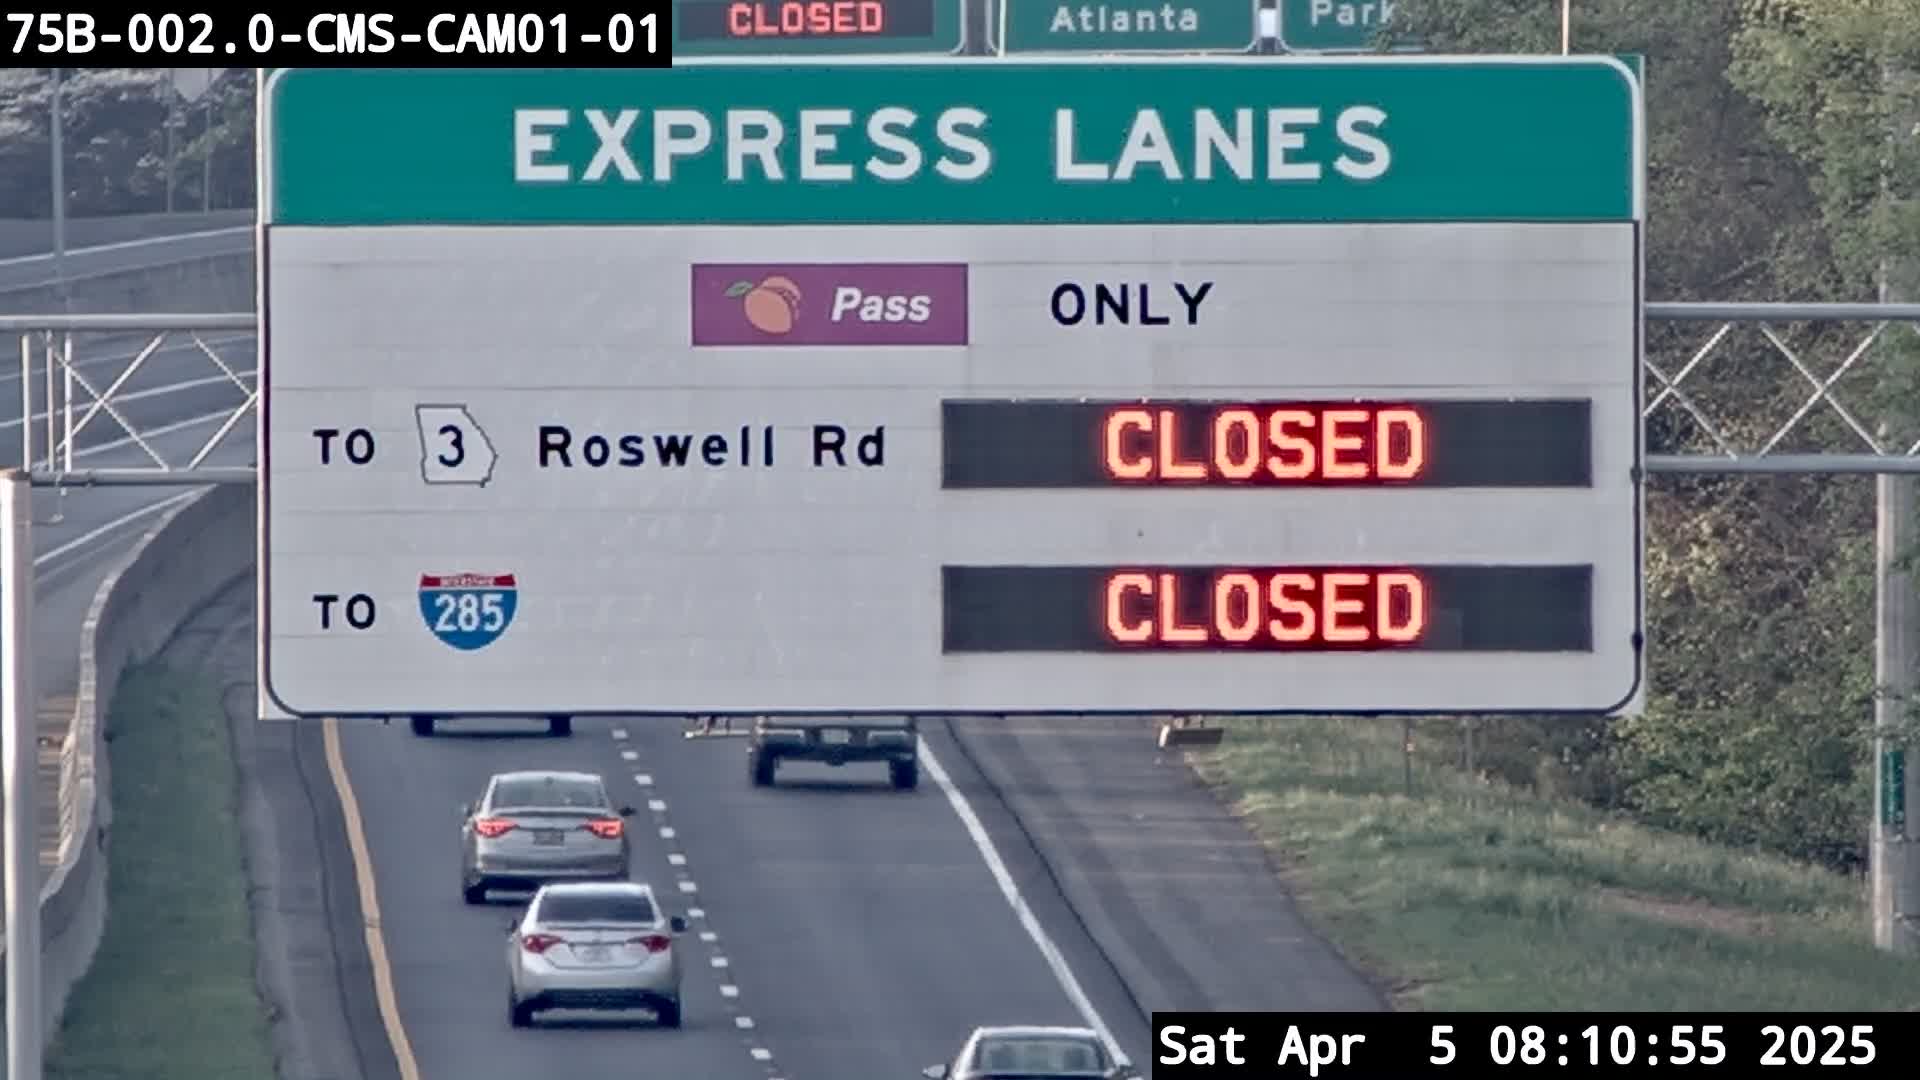 75B-002.0-CMS-CAM01-01
CLOSED
Atlanta
Park
EXPRESS LANES
Pass ONLY
TO 3 Roswell Rd CLOSED
INTERSTATE
TO 285 CLOSED
Sat Apr 5 08:10:55 2025